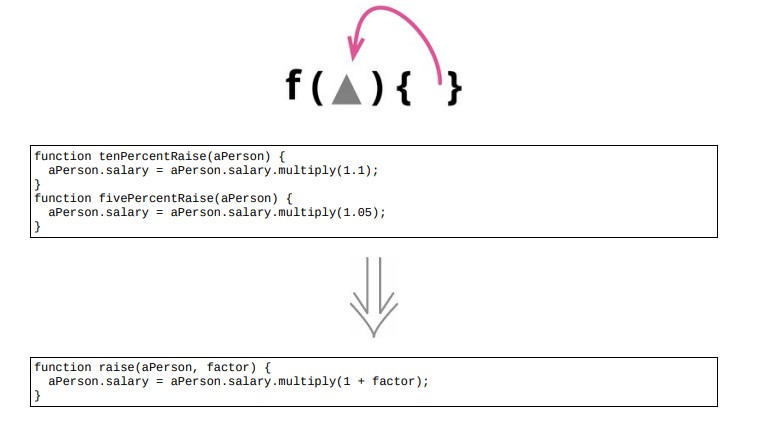 f(▲){ }
function tenPercentRaise(aPerson) {
  aPerson.salary = aPerson.salary.multiply(1.1);
}
function fivePercentRaise(aPerson) {
  aPerson.salary = aPerson.salary.multiply(1.05);
}
function raise(aPerson, factor) {
  aPerson.salary = aPerson.salary.multiply(1 + factor);
}